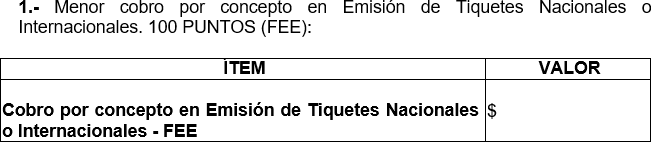 1.- Menor cobro por concepto en Emisión de Tiquetes Nacionales o
Internacionales. 100 PUNTOS (FEE):
ÍTEM VALOR
Cobro por concepto en Emisión de Tiquetes Nacionales $
o Internacionales - FEE